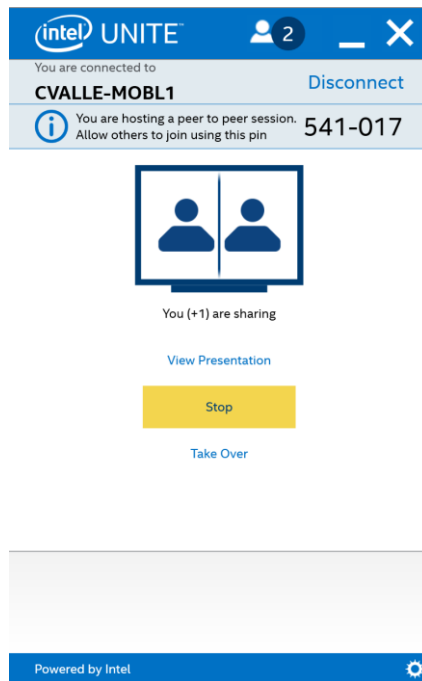 intel UNITE™
2
You are connected to
CVALLE-MOBL1
Disconnect
You are hosting a peer to peer session.
Allow others to join using this pin
541-017
You (+1) are sharing
View Presentation
Stop
Take Over
Powered by Intel